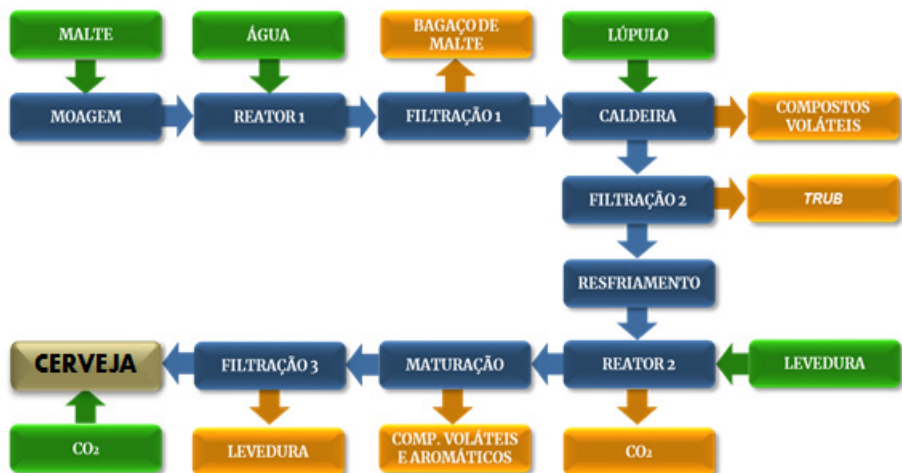 MALTE
ÁGUA
BAGAÇO DE
MALTE
LÚPULO
MOAGEM
REATOR 1
FILTRAÇÃO 1
CALDEIRA
COMPOSTOS
VOLÁTEIS
FILTRAÇÃO 2
TRUB
RESFRIAMENTO
CERVEJA
FILTRAÇÃO 3
MATURAÇÃO
REATOR 2
LEVEDURA
CO₂
LEVEDURA
COMP. VOLÁTEIS
E AROMÁTICOS
CO₂